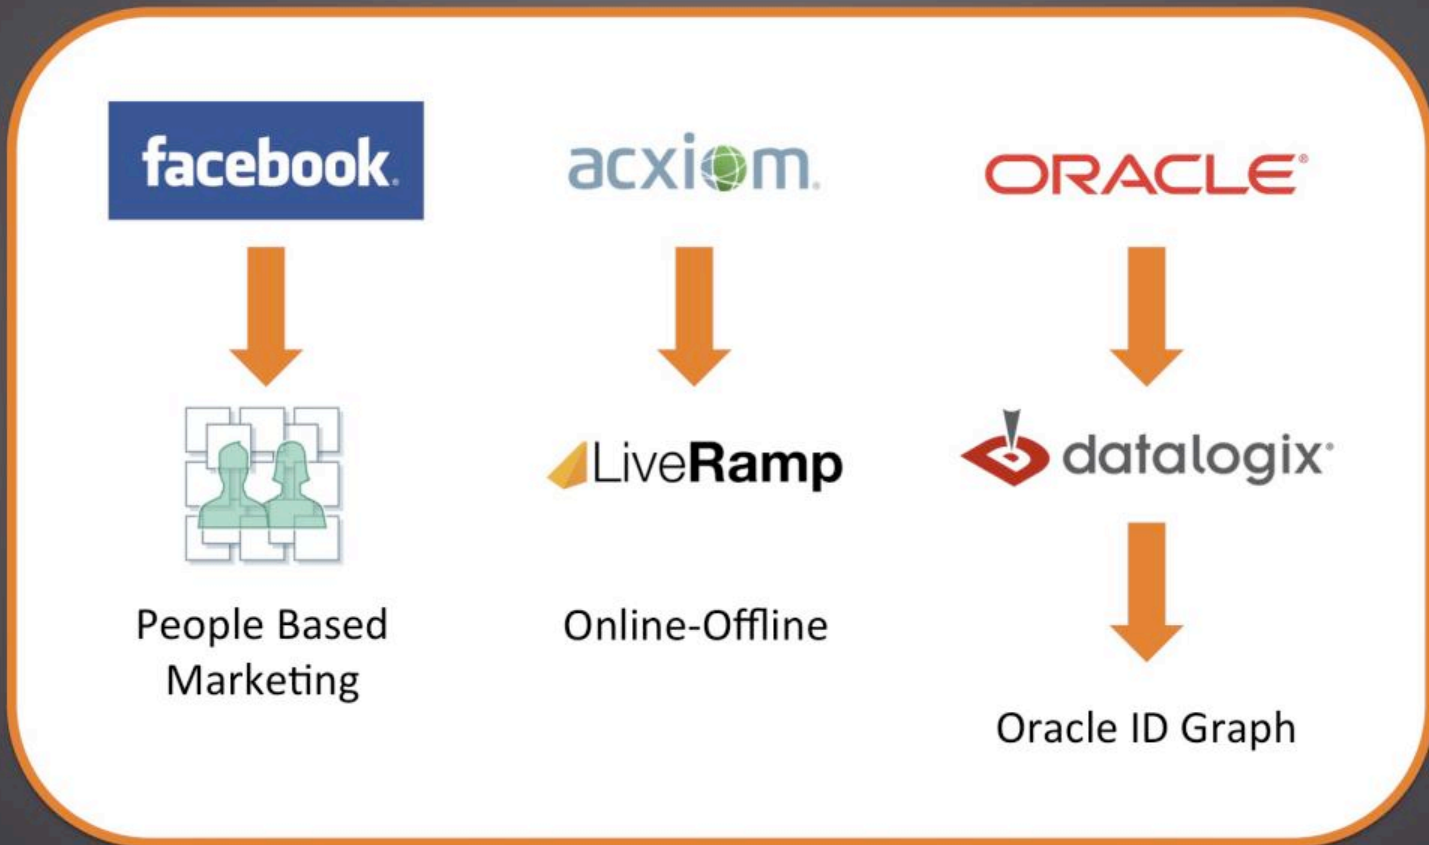 facebook.
acxiom.
ORACLE®
LiveRamp
datalogix®
People Based
Marketing
Online-Offline
Oracle ID Graph